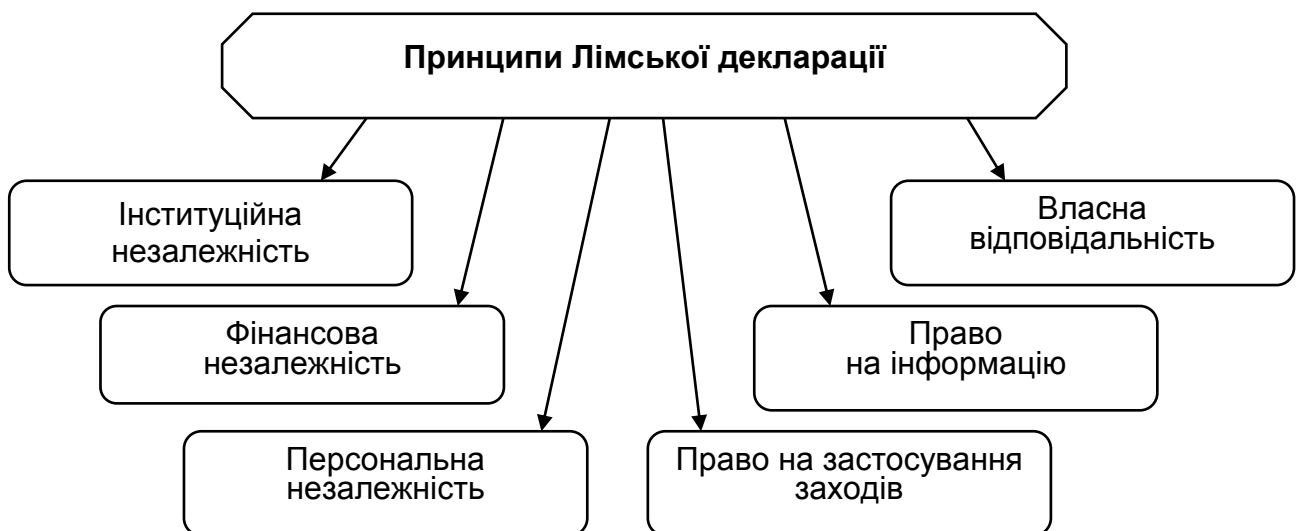 Принципи Лімської декларації
Інституційна
незалежність
Власна
відповідальність
Фінансова
незалежність
Право
на інформацію
Персональна
незалежність
Право на застосування
заходів